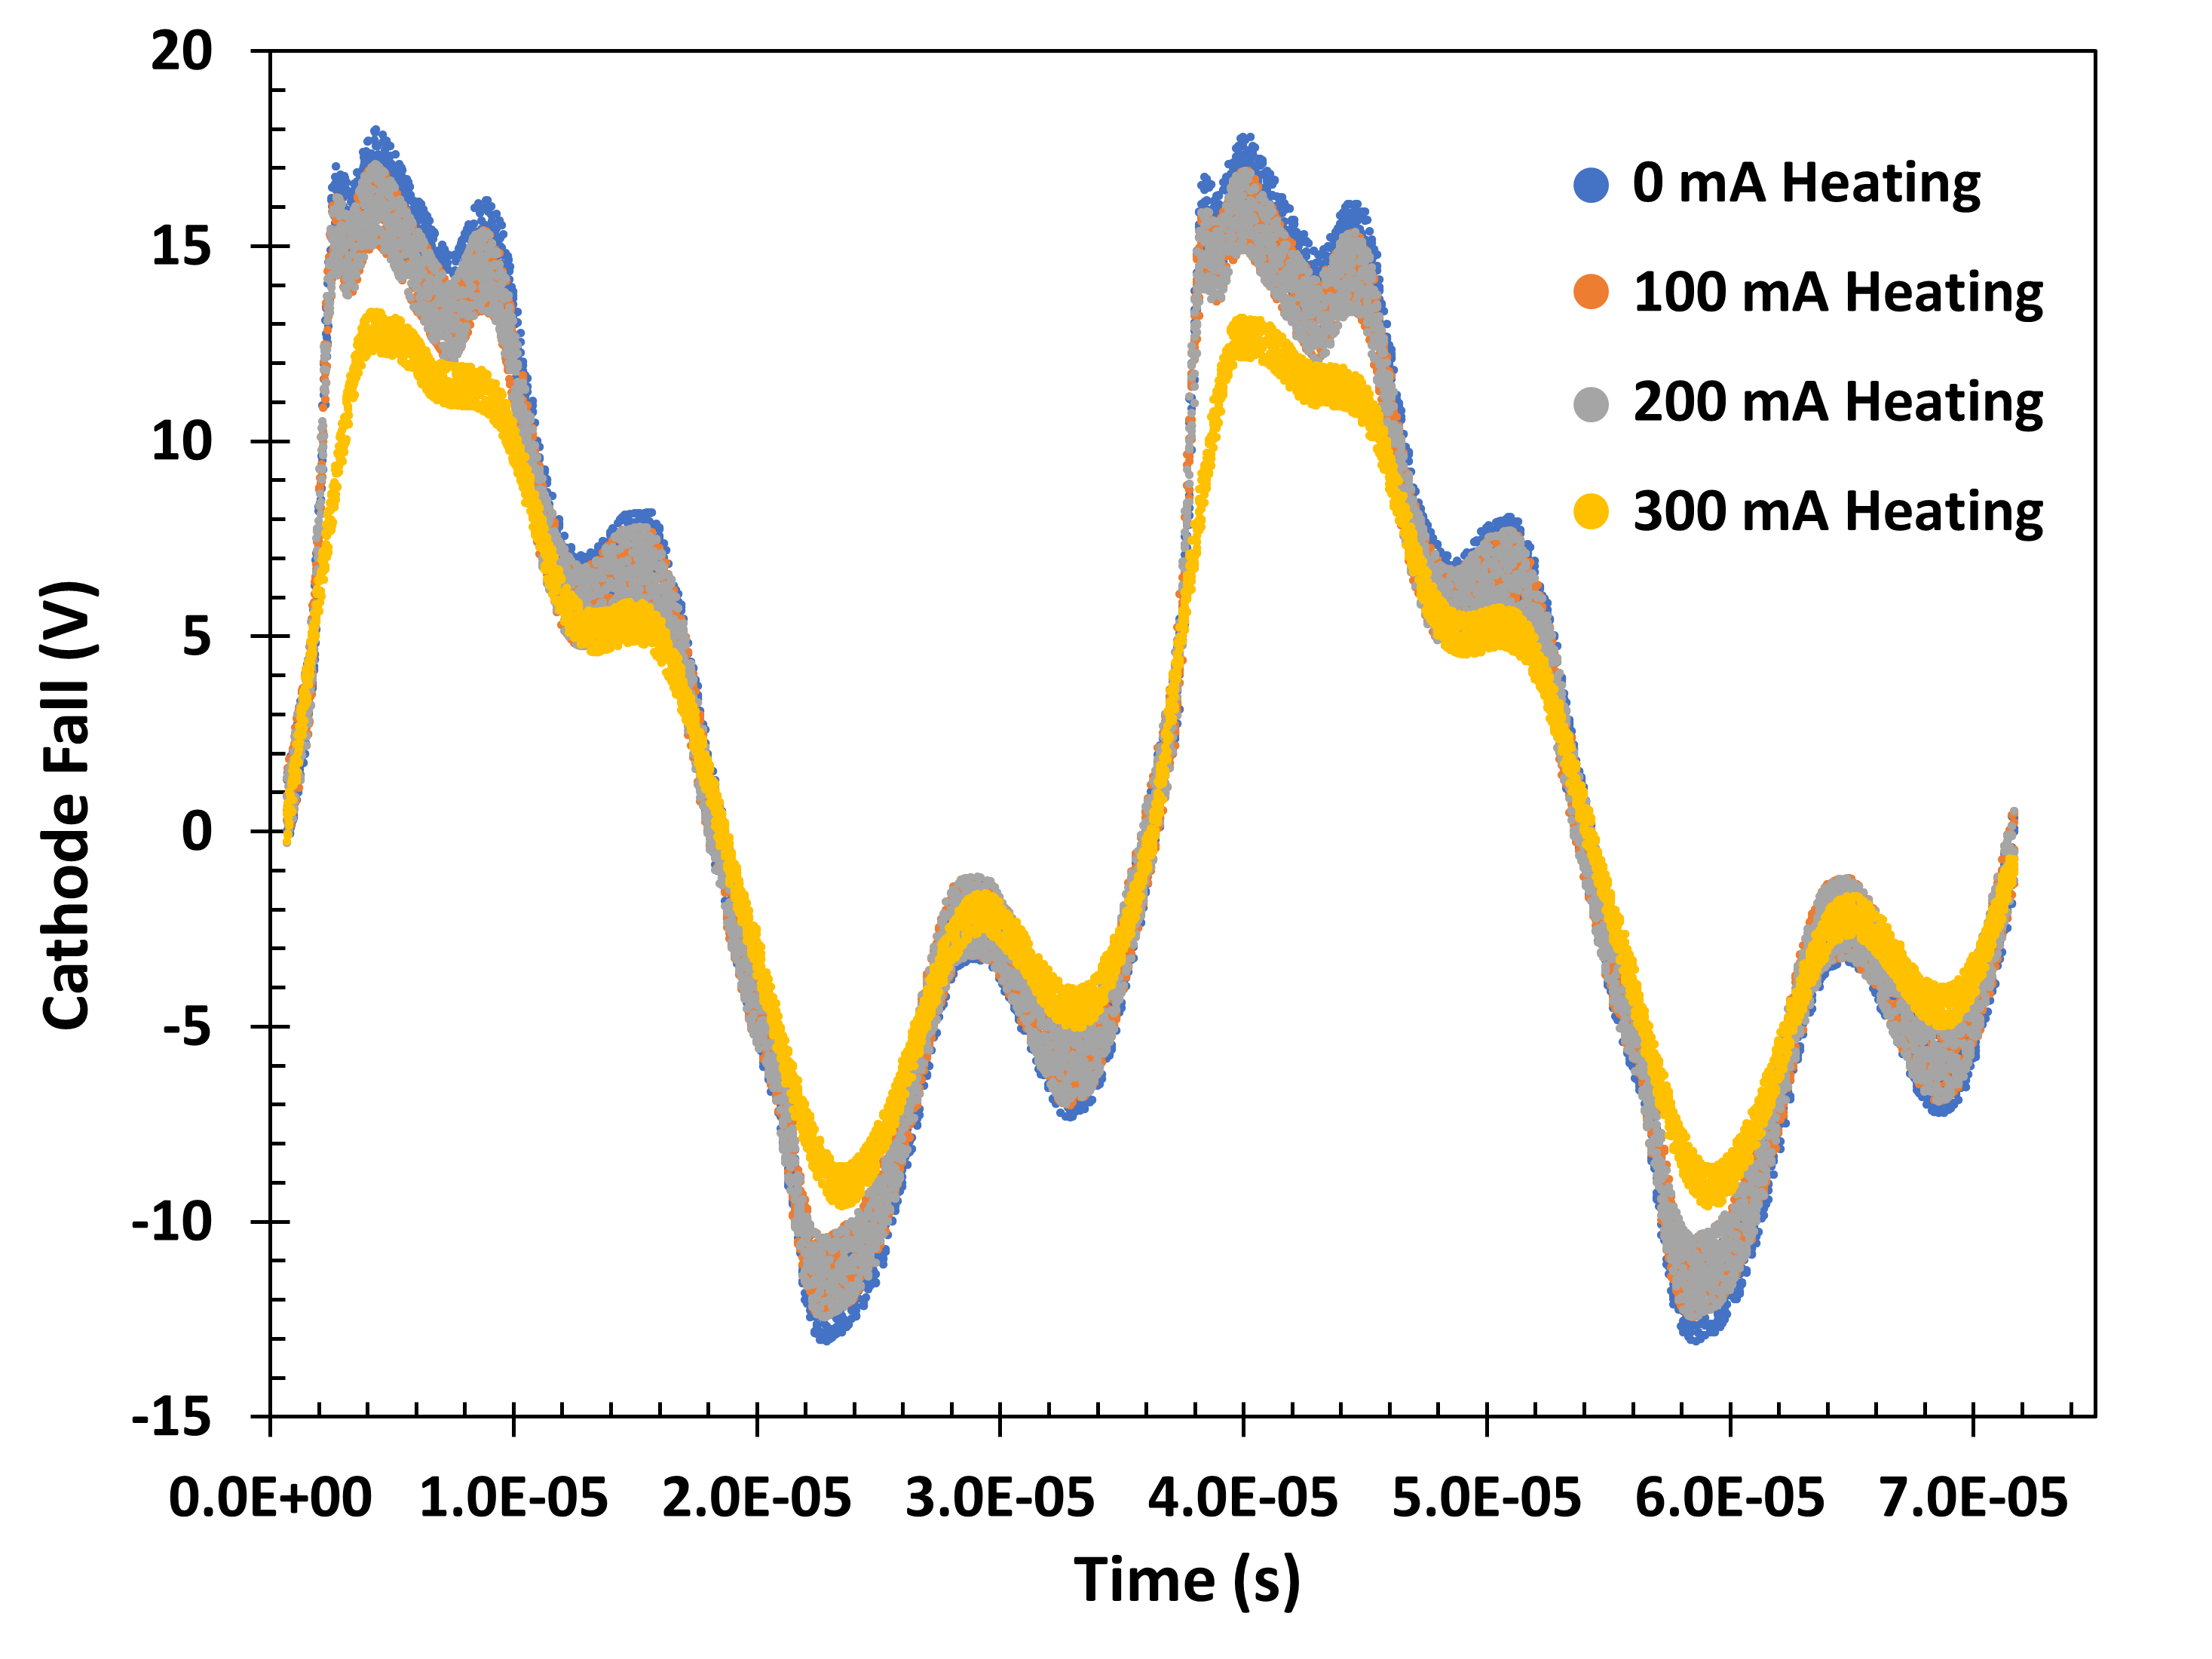 20
15
10
5
0
-5
-10
-15
Cathode Fall (V)
0 mA Heating
100 mA Heating
200 mA Heating
300 mA Heating
0.0E+00 1.0E-05 2.0E-05 3.0E-05 4.0E-05 5.0E-05 6.0E-05 7.0E-05
Time (s)